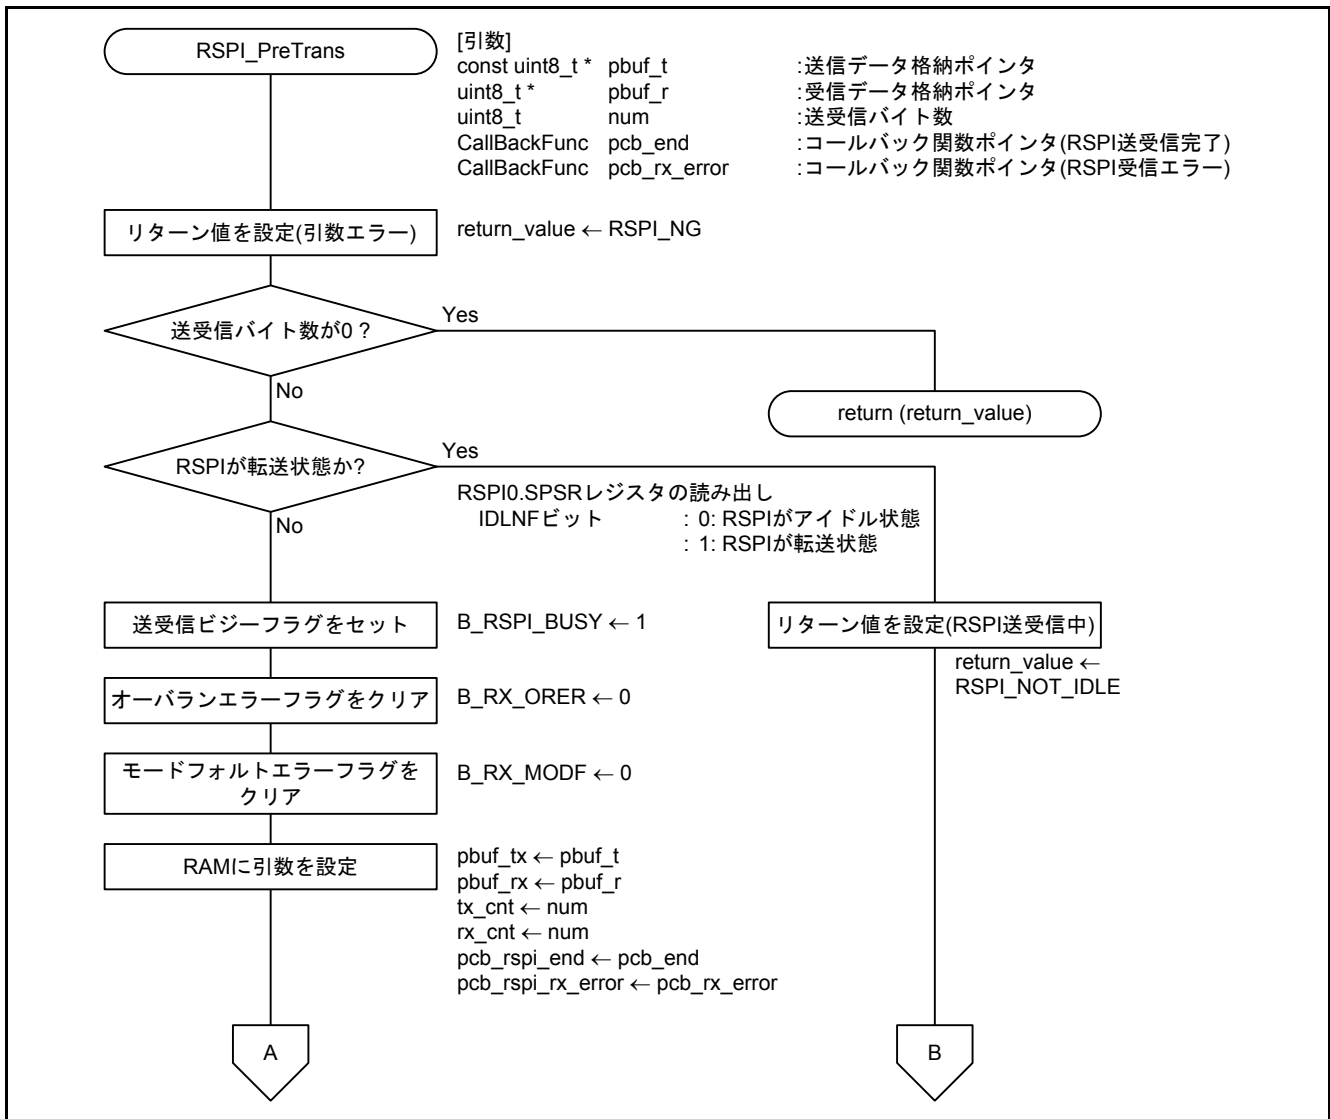 RSPI_PreTrans
[引数]
const uint8_t * pbuf_t :送信データ格納ポインタ
uint8_t * pbuf_r :受信データ格納ポインタ
uint8_t num :送受信バイト数
CallBackFunc pcb_end :コールバック関数ポインタ(RSPI送受信完了)
CallBackFunc pcb_rx_error :コールバック関数ポインタ(RSPI受信エラー)
リターン値を設定(引数エラー)
return_value ← RSPI_NG
送受信バイト数が0？
Yes
No
return (return_value)
RSPIが転送状態か?
Yes
RSPI0.SPSRレジスタの読み出し
IDLNFビット : 0: RSPIがアイドル状態
: 1: RSPIが転送状態
No
送受信ビジーフラグをセット
B_RSPI_BUSY ← 1
リターン値を設定(RSPI送受信中)
return_value ←
RSPI_NOT_IDLE
オーバランエラーフラグをクリア
B_RX_ORER ← 0
モードフォルトエラーフラグを
クリア
B_RX_MODF ← 0
RAMに引数を設定
pbuf_tx ← pbuf_t
pbuf_rx ← pbuf_r
tx_cnt ← num
rx_cnt ← num
pcb_rspi_end ← pcb_end
pcb_rspi_rx_error ← pcb_rx_error
A
B